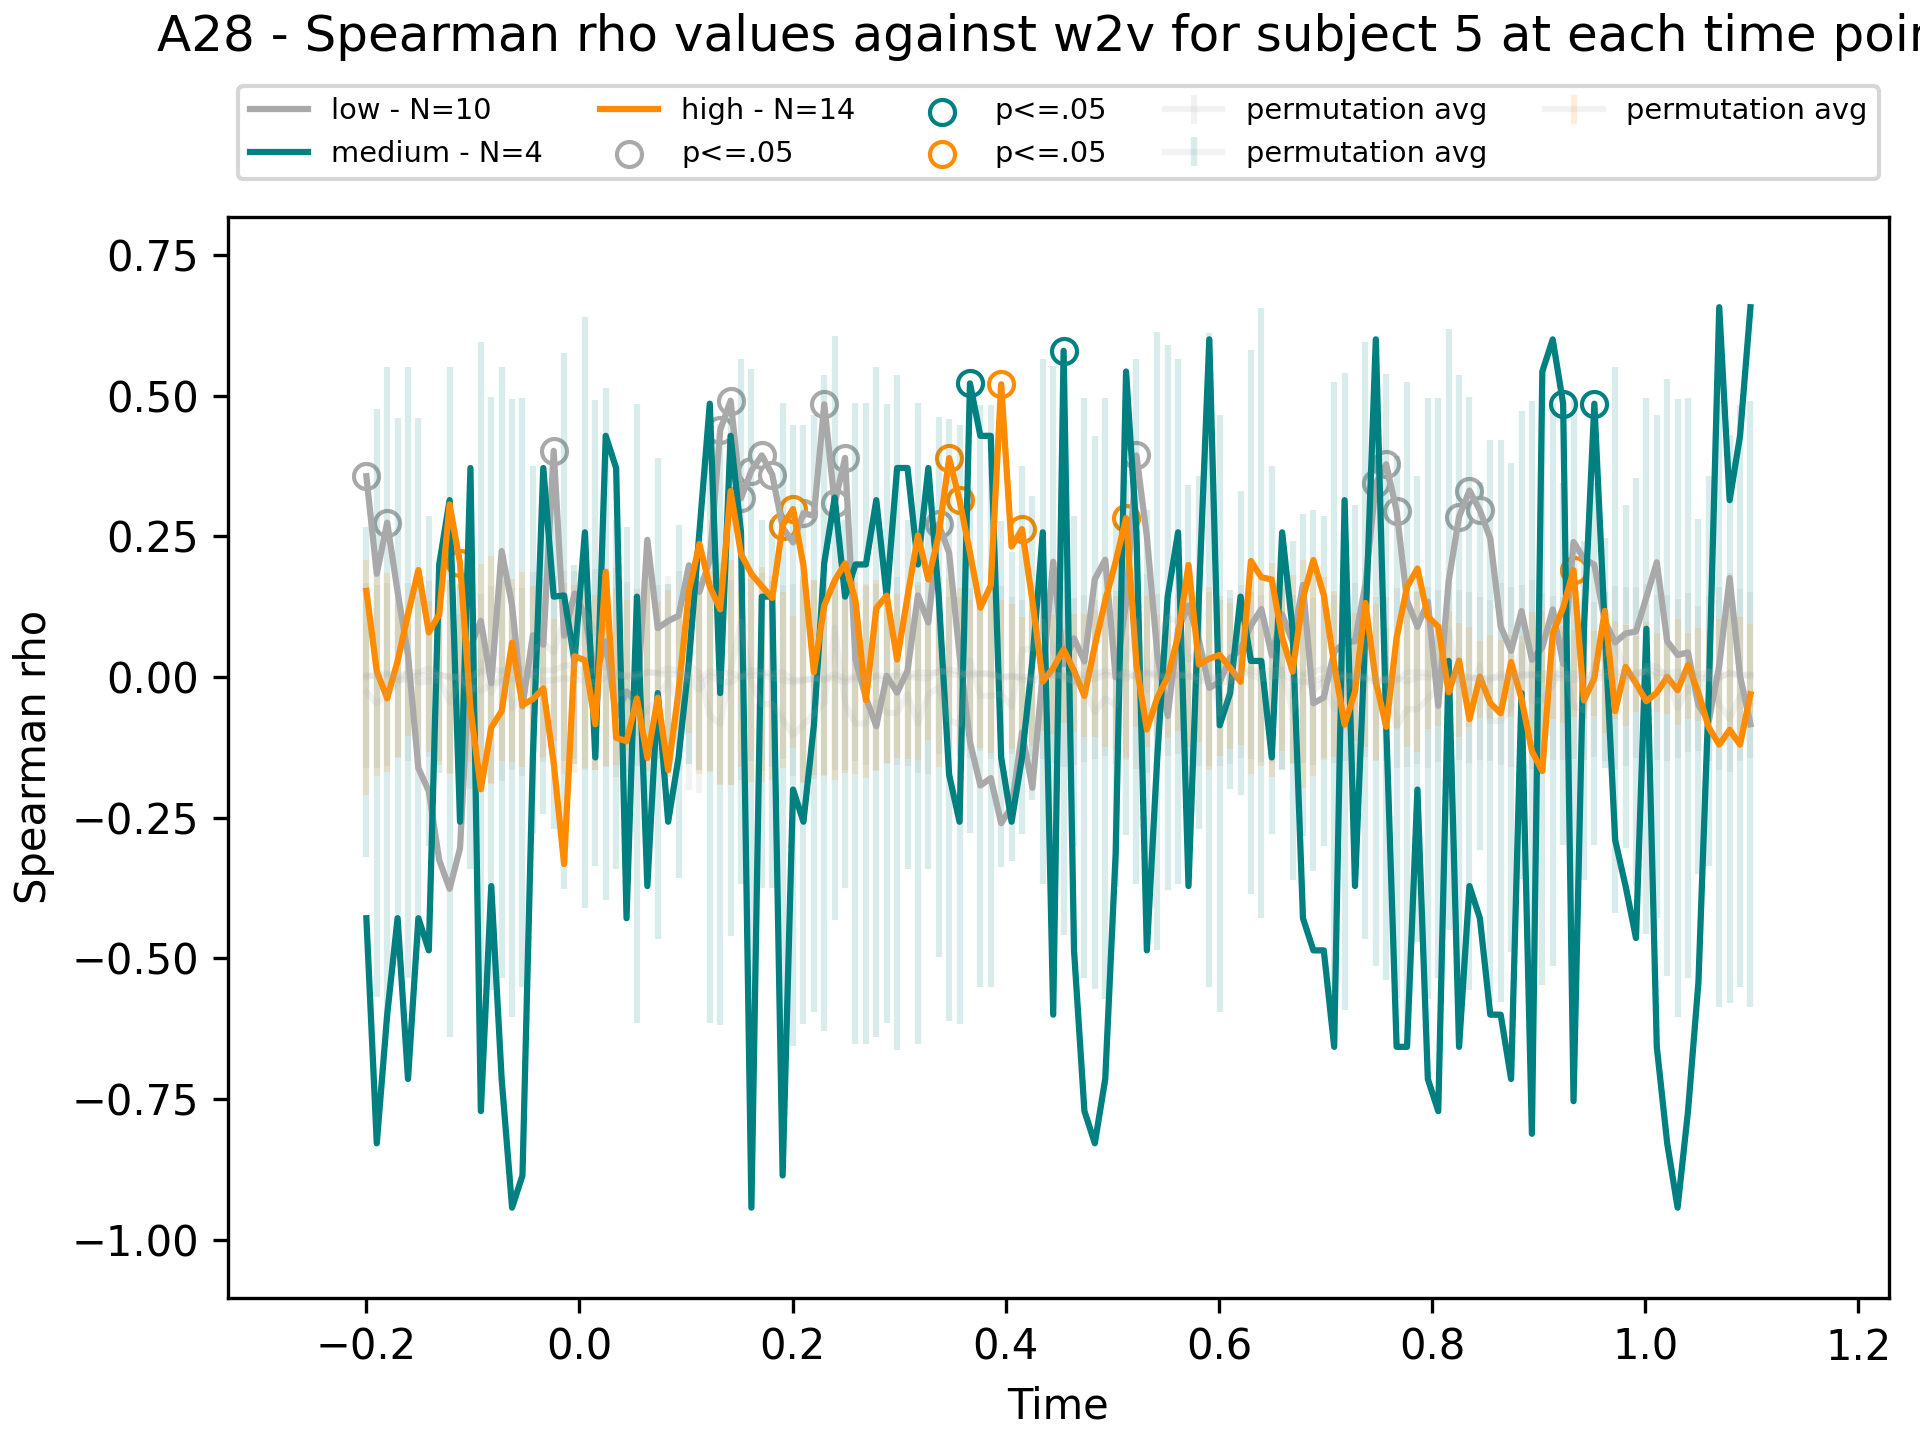 A28 - Spearman rho values against w2v for subject 5 at each time poin
low - N=10
medium - N=4
high - N=14
p<=.05
p<=.05
p<=.05
permutation avg
permutation avg
permutation avg
0.75
0.50
0.25
0.00
−0.25
−0.50
−0.75
−1.00
Spearman rho
−0.2 0.0 0.2 0.4 0.6 0.8 1.0 1.2
Time